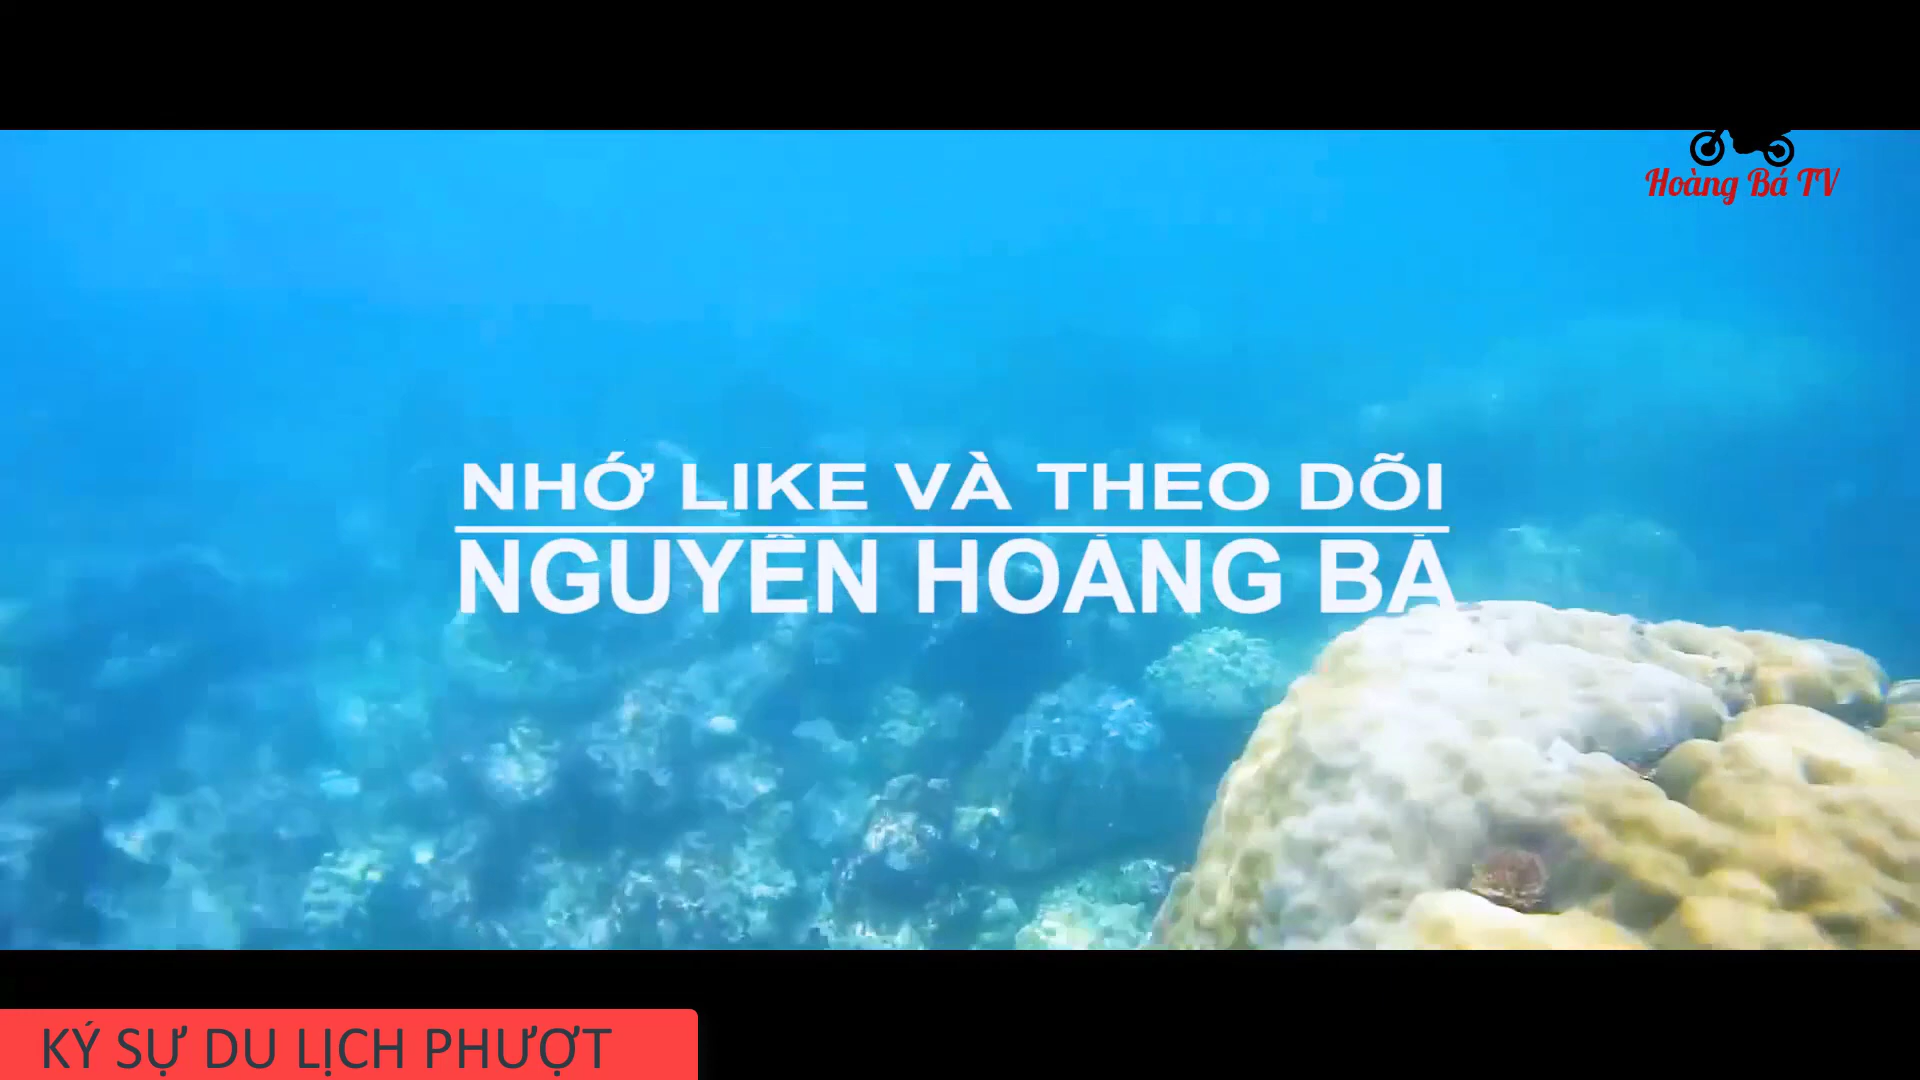 Hoàng Bá TV
NHỚ LIKE VÀ THEO DÕI
NGUYỄN HOÀNG BÁ
KÝ SỰ DU LỊCH PHƯỢT